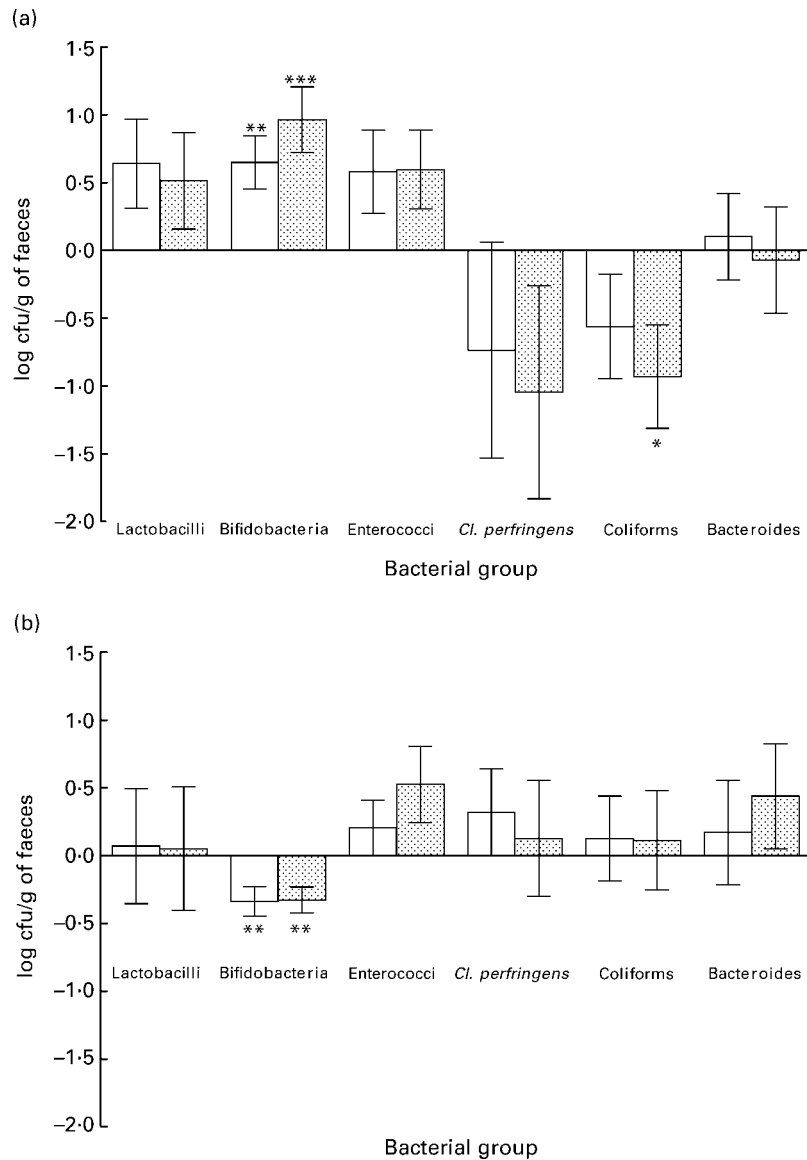 (a)
1·5
1·0
0·5
0·0
–0·5
–1·0
–1·5
–2·0
log cfu/g of faeces
** ***
*
Lactobacilli Bifidobacteria Enterococci Cl. perfringens Coliforms Bacteroides
Bacterial group
(b)
1·5
1·0
0·5
0·0
–0·5
–1·0
–1·5
–2·0
log cfu/g of faeces
** **
Lactobacilli Bifidobacteria Enterococci Cl. perfringens Coliforms Bacteroides
Bacterial group